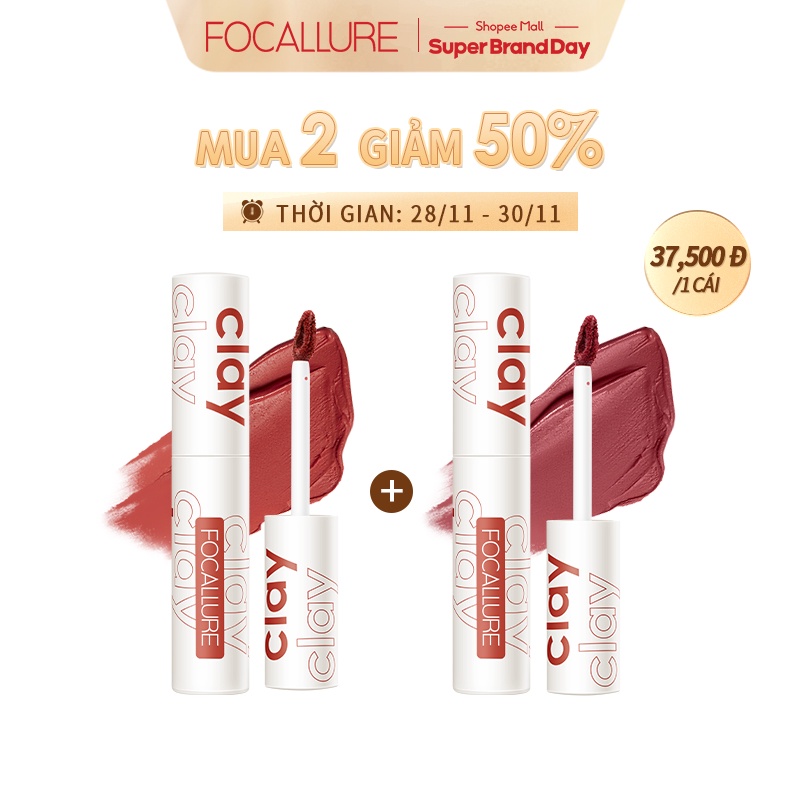 FOCALLURE
Shopee Mall
Super Brand Day
MUA 2 GIẢM 50%
THỜI GIAN: 28/11 - 30/11
37,500 Đ
/1 CÁI
clay
clay
clay
clay
FOCALLURE
clay
clay
+
clay
clay
clay
clay
FOCALLURE
clay
clay